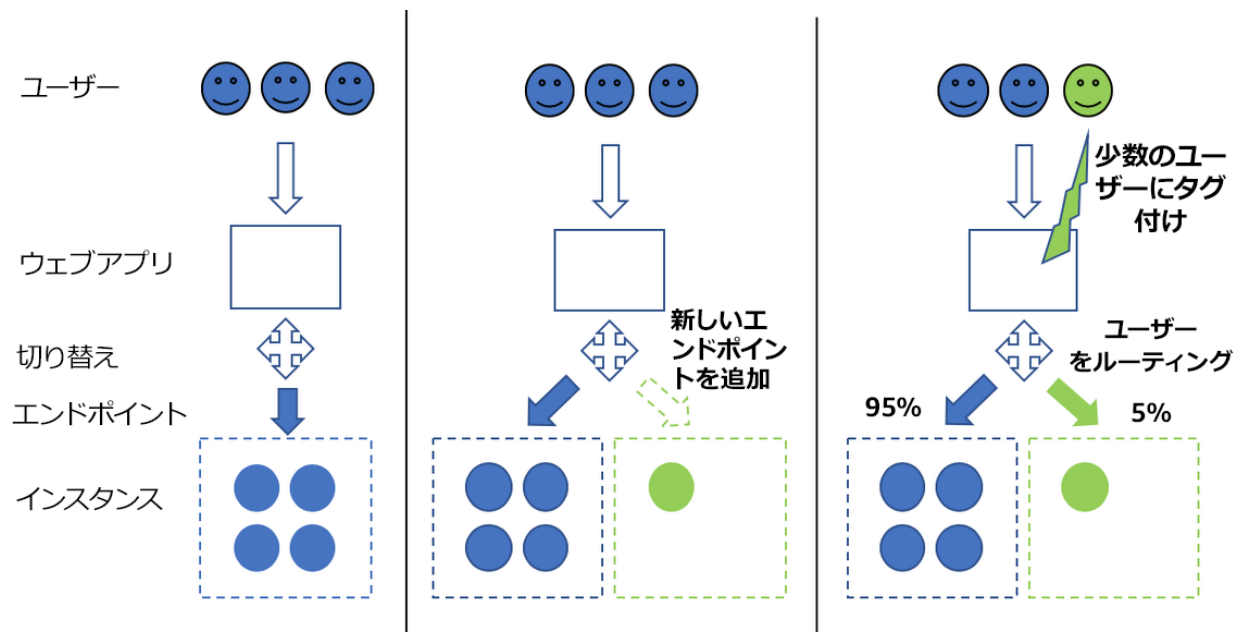 ユーザー
ウェブアプリ
切り替え
エンドポイント
インスタンス
新しいエ
ンドポイン
トを追加
少数のユー
ザーにタグ
付け
ユーザー
をルーティング
95%
5%